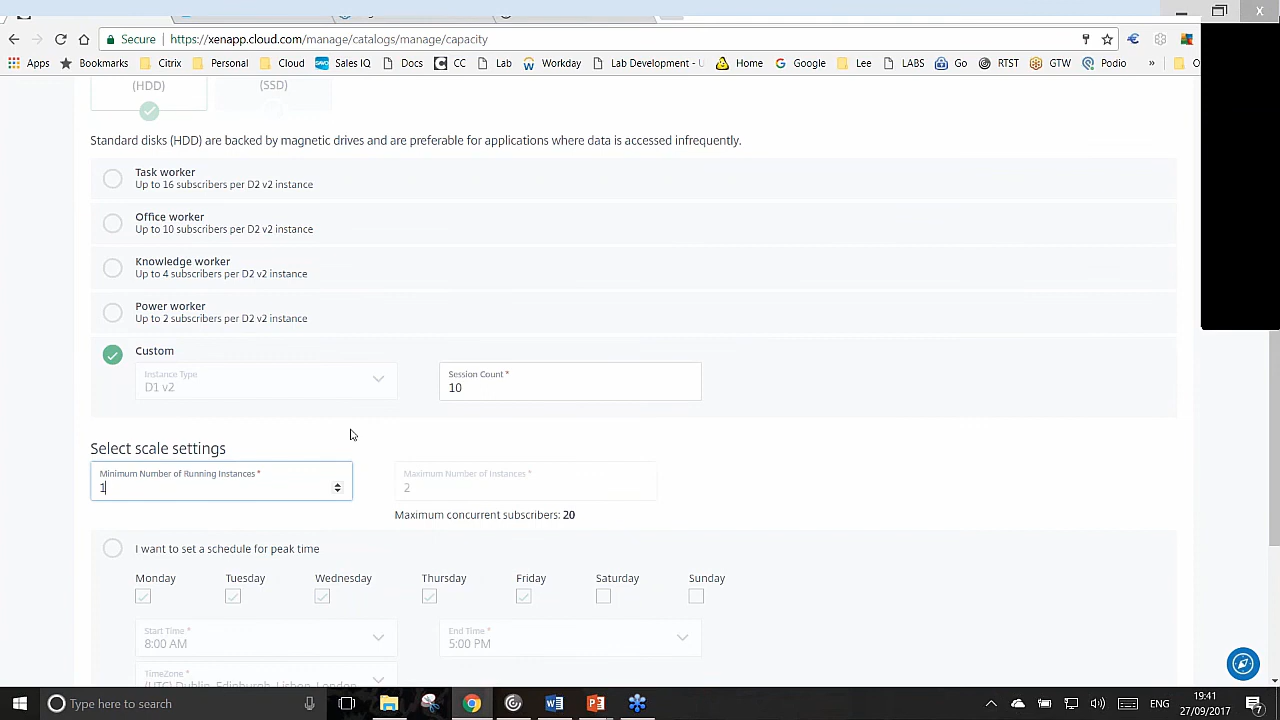 Secure
https://xenapp.cloud.com/manage/catalogs/manage/capacity
Apps
Bookmarks
Citrix
Personal
Cloud
Sales IQ
Docs
CC
Lab
Workday
Lab Development - U
Home
Google
Lee
LABS
Go
RTST
GTW
Podio
»
O
(HDD)
(SSD)
Standard disks (HDD) are backed by magnetic drives and are preferable for applications where data is accessed infrequently.
Task worker
Up to 16 subscribers per D2 v2 instance
Office worker
Up to 10 subscribers per D2 v2 instance
Knowledge worker
Up to 4 subscribers per D2 v2 instance
Power worker
Up to 2 subscribers per D2 v2 instance
Custom
Instance Type
D1 v2
Session Count *
10
Select scale settings
Minimum Number of Running Instances *
1
Maximum Number of Instances *
2
Maximum concurrent subscribers: 20
I want to set a schedule for peak time
Monday
Tuesday
Wednesday
Thursday
Friday
Saturday
Sunday
Start Time *
8:00 AM
End Time *
5:00 PM
TimeZone *
(UTC) Dublin, Edinburgh, Lisbon, London
Type here to search
ENG
19:41
27/09/2017